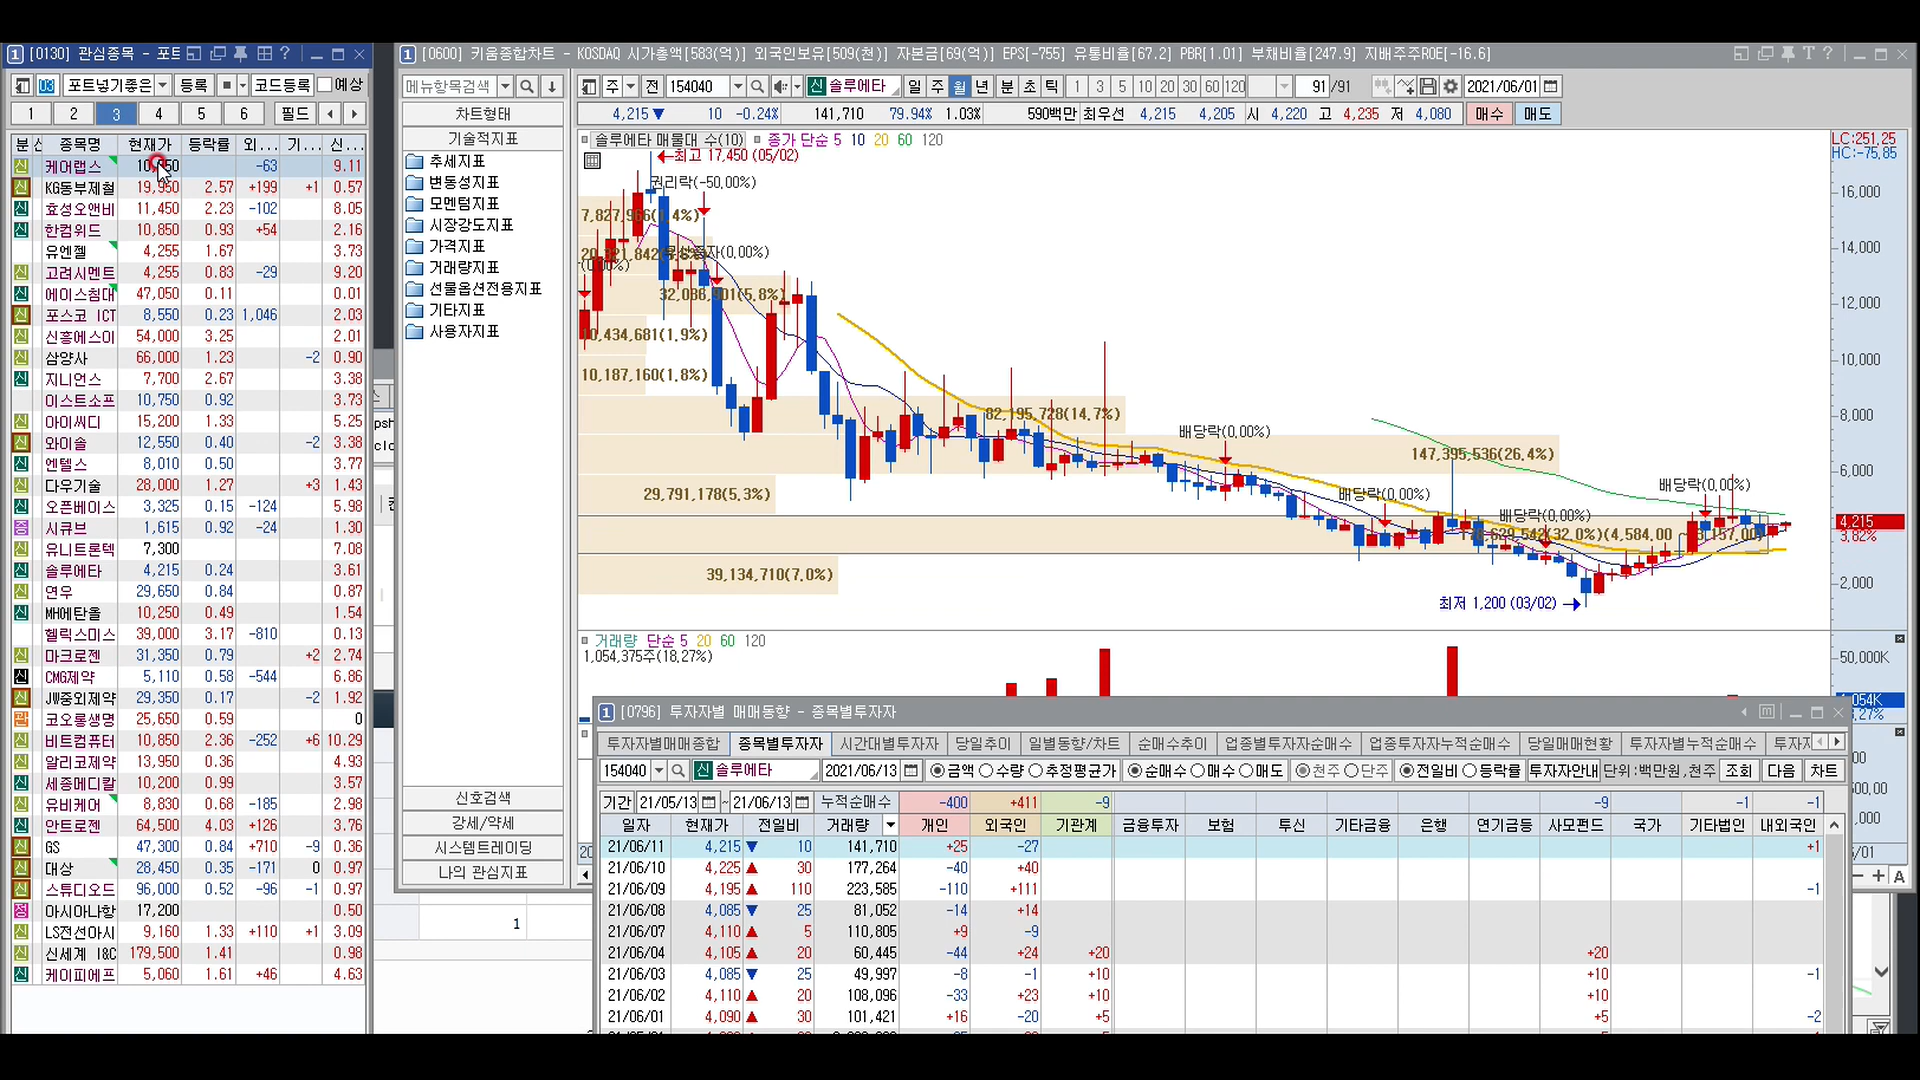 1 [0130] 관심종목 - 포트
03 포트넣기좋은 등록 코드등록 예상
1 2 3 4 5 6 필드
분 신 종목명 현재가 등락률 외... 기... 신...
신 케어랩스 -63 9.11
신 KG동부제철 19,950 2.57 +199 +1 0.57
신 효성오앤비 11,450 2.23 -102 8.05
신 한컴위드 10,850 0.93 +54 2.16
유엔젤 4,255 1.67 3.73
신 고려시멘트 4,255 0.83 -29 9.20
신 에이스침대 47,050 0.11 0.01
신 포스코 ICT 8,550 0.23 1,046 2.03
신 신흥에스이 54,000 3.25 2.01
신 삼양사 66,000 1.23 -2 0.90
신 지니언스 7,700 2.67 3.38
이스트소프 10,750 0.92 3.73
신 아이씨디 15,200 1.33 5.25
신 와이솔 12,550 0.40 -2 3.38
신 엔텔스 8,010 0.50 3.77
신 다우기술 28,000 1.27 +3 1.43
신 오픈베이스 3,325 0.15 -124 5.98
증 시큐브 1,615 0.92 -24 1.30
신 유니트론텍 7,300 7.08
신 솔루에타 4,215 0.24 3.61
신 연우 29,650 0.84 0.87
신 MH에탄올 10,250 0.49 1.54
헬릭스미스 39,000 3.17 -810 0.13
신 마크로젠 31,350 0.79 +2 2.74
신 CMG제약 5,110 0.58 -544 6.86
신 JW중외제약 29,350 0.17 -2 1.92
관 코오롱생명 25,650 0.59 0
신 비트컴퓨터 10,850 2.36 -252 +6 10.29
신 알리코제약 13,950 0.36 4.93
신 세종메디칼 10,200 0.99 3.57
신 유비케어 8,830 0.68 -185 2.98
신 안트로젠 64,500 4.03 +126 3.76
신 GS 47,300 0.84 +710 -9 0.36
신 대상 28,450 0.35 -171 0 0.97
신 스튜디오드 96,000 0.52 -96 -1 0.97
정 아시아나항 17,200 0.50
신 LS전선아시 9,160 1.33 +110 +1 3.09
신 신세계 I&C 179,500 1.41 0.98
신 케이피에프 5,060 1.61 +46 4.63
1 [0600] 키움종합차트 - KOSDAQ 시가총액[583(억)] 외국인보유[509(천)] 자본금[69(억)] EPS[-755] 유통비율[67.2] PBR[1.01] 부채비율[247.9] 지배주주ROE[-16.6]
메뉴항목검색
차트형태
기술적지표
추세지표
변동성지표
모멘텀지표
시장강도지표
가격지표
거래량지표
선물옵션전용지표
기타지표
사용자지표
신호검색
강세/약세
시스템트레이딩
나의 관심지표
주 전 154040 신 솔루에타 일 주 월 년 분 초 틱 1 3 5 10 20 30 60 120 91 /91 2021/06/01
4,215 ▼ 10 -0.24% 141,710 79.94% 1.03% 590백만 최우선 4,215 4,205 시 4,220 고 4,235 저 4,080 매수 매도
솔루에타 매물대 수(10) 종가 단순 5 10 20 60 120
LC:251,25
HC:-75,85
최고 17,450 (05/02)
권리락(-50,00%)
7,827,966(1,4%)
32,086,901(5,8%)
10,434,681(1,9%)
10,187,160(1,8%)
82,195,728(14,7%)
배당락(0,00%)
147,395,536(26,4%)
29,791,178(5,3%)
배당락(0,00%)
배당락(0,00%)
배당락(0,00%)
39,134,710(7,0%)
최저 1,200 (03/02)
16,000
14,000
12,000
10,000
8,000
6,000
4,215
3,82%
2,000
거래량 단순 5 20 60 120
1,054,375주(18,27%)
50,000K
1 [0796] 투자자별 매매동향 - 종목별투자자
투자자별매매종합 종목별투자자 시간대별투자자 당일추이 일별동향/차트 순매수추이 업종별투자자순매수 업종투자자누적순매수 당일매매현황 투자자별누적순매수 투자자
154040 신 솔루에타 2021/06/13 금액 수량 추정평균가 순매수 매수 매도 천주 단주 전일비 등락률 투자자안내 단위:백만원,천주 조회 다음 차트
기간 21/05/13 ~ 21/06/13 누적순매수 -400 +411 -9 -9 -1 -1
일자 현재가 전일비 거래량 개인 외국인 기관계 금융투자 보험 투신 기타금융 은행 연기금등 사모펀드 국가 기타법인 내외국인
21/06/11 4,215 ▼ 10 141,710 +25 -27 +1
21/06/10 4,225 ▲ 30 177,264 -40 +40
21/06/09 4,195 ▲ 110 223,585 -110 +111 -1
21/06/08 4,085 ▼ 25 81,052 -14 +14
21/06/07 4,110 ▲ 5 110,805 +9 -9
21/06/04 4,105 ▲ 20 60,445 -44 +24 +20 +20
21/06/03 4,085 ▼ 25 49,997 -8 -1 +10 +10 -1
21/06/02 4,110 ▲ 20 108,096 -33 +23 +10 +10
21/06/01 4,090 ▲ 30 101,421 +16 -20 +5 +5 -2
1